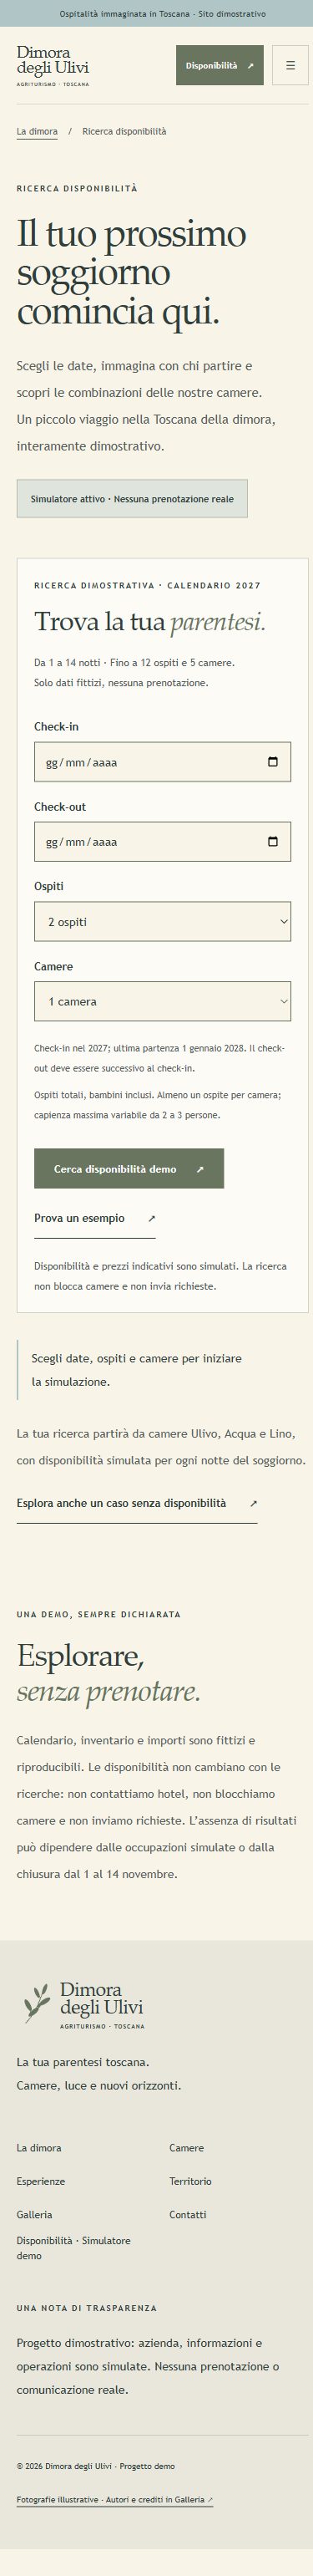 Ospitalità immaginata in Toscana · Sito dimostrativo
Dimora
degli Ulivi
AGRITURISMO · TOSCANA
Disponibilità ↗
☰
La dimora / Ricerca disponibilità
RICERCA DISPONIBILITÀ
Il tuo prossimo
soggiorno
comincia qui.
Scegli le date, immagina con chi partire e
scopri le combinazioni delle nostre camere.
Un piccolo viaggio nella Toscana della dimora,
interamente dimostrativo.
Simulatore attivo · Nessuna prenotazione reale
RICERCA DIMOSTRATIVA · CALENDARIO 2027
Trova la tua parentesi.
Da 1 a 14 notti · Fino a 12 ospiti e 5 camere.
Solo dati fittizi, nessuna prenotazione.
Check-in
gg/mm/aaaa
Check-out
gg/mm/aaaa
Ospiti
2 ospiti
Camere
1 camera
Check-in nel 2027; ultima partenza 1 gennaio 2028. Il check-
out deve essere successivo al check-in.
Ospiti totali, bambini inclusi. Almeno un ospite per camera;
capienza massima variabile da 2 a 3 persone.
Cerca disponibilità demo ↗
Prova un esempio ↗
Disponibilità e prezzi indicativi sono simulati. La ricerca
non blocca camere e non invia richieste.
Scegli date, ospiti e camere per iniziare
la simulazione.
La tua ricerca partirà da camere Ulivo, Acqua e Lino,
con disponibilità simulata per ogni notte del soggiorno.
Esplora anche un caso senza disponibilità ↗
UNA DEMO, SEMPRE DICHIARATA
Esplorare,
senza prenotare.
Calendario, inventario e importi sono fittizi e
riproducibili. Le disponibilità non cambiano con le
ricerche: non contattiamo hotel, non blocchiamo
camere e non inviamo richieste. L'assenza di risultati
può dipendere dalle occupazioni simulate o dalla
chiusura dal 1 al 14 novembre.
Dimora
degli Ulivi
AGRITURISMO · TOSCANA
La tua parentesi toscana.
Camere, luce e nuovi orizzonti.
La dimora Camere
Esperienze Territorio
Galleria Contatti
Disponibilità · Simulatore
demo
UNA NOTA DI TRASPARENZA
Progetto dimostrativo: azienda, informazioni e
operazioni sono simulate. Nessuna prenotazione o
comunicazione reale.
© 2026 Dimora degli Ulivi · Progetto demo
Fotografie illustrative · Autori e crediti in Galleria ↗